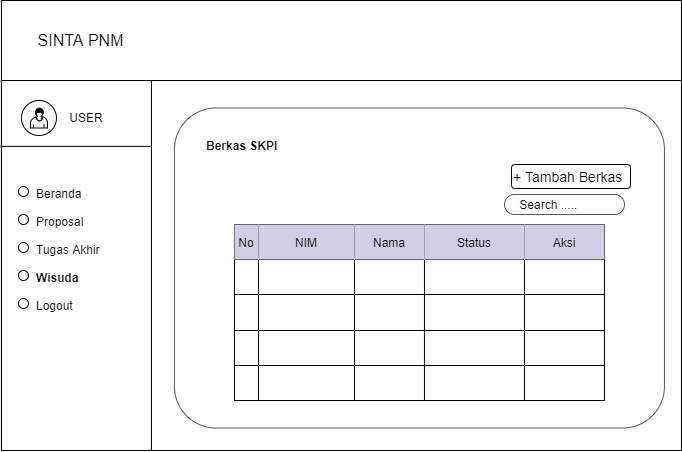 SINTA PNM
USER
Beranda
Proposal
Tugas Akhir
Wisuda
Logout
Berkas SKPI
+ Tambah Berkas
Search .....
No NIM Nama Status Aksi